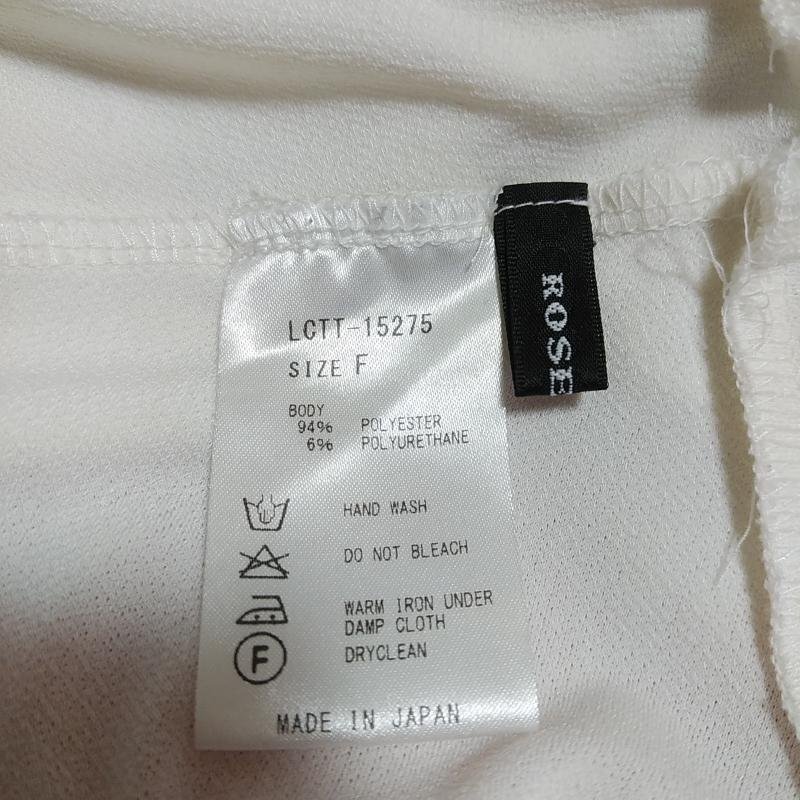 LCTT-15275
SIZE F
BODY
94% POLYESTER
6% POLYURETHANE
HAND WASH
DO NOT BLEACH
WARM IRON UNDER
DAMP CLOTH
F
DRYCLEAN
MADE IN JAPAN
ROSE